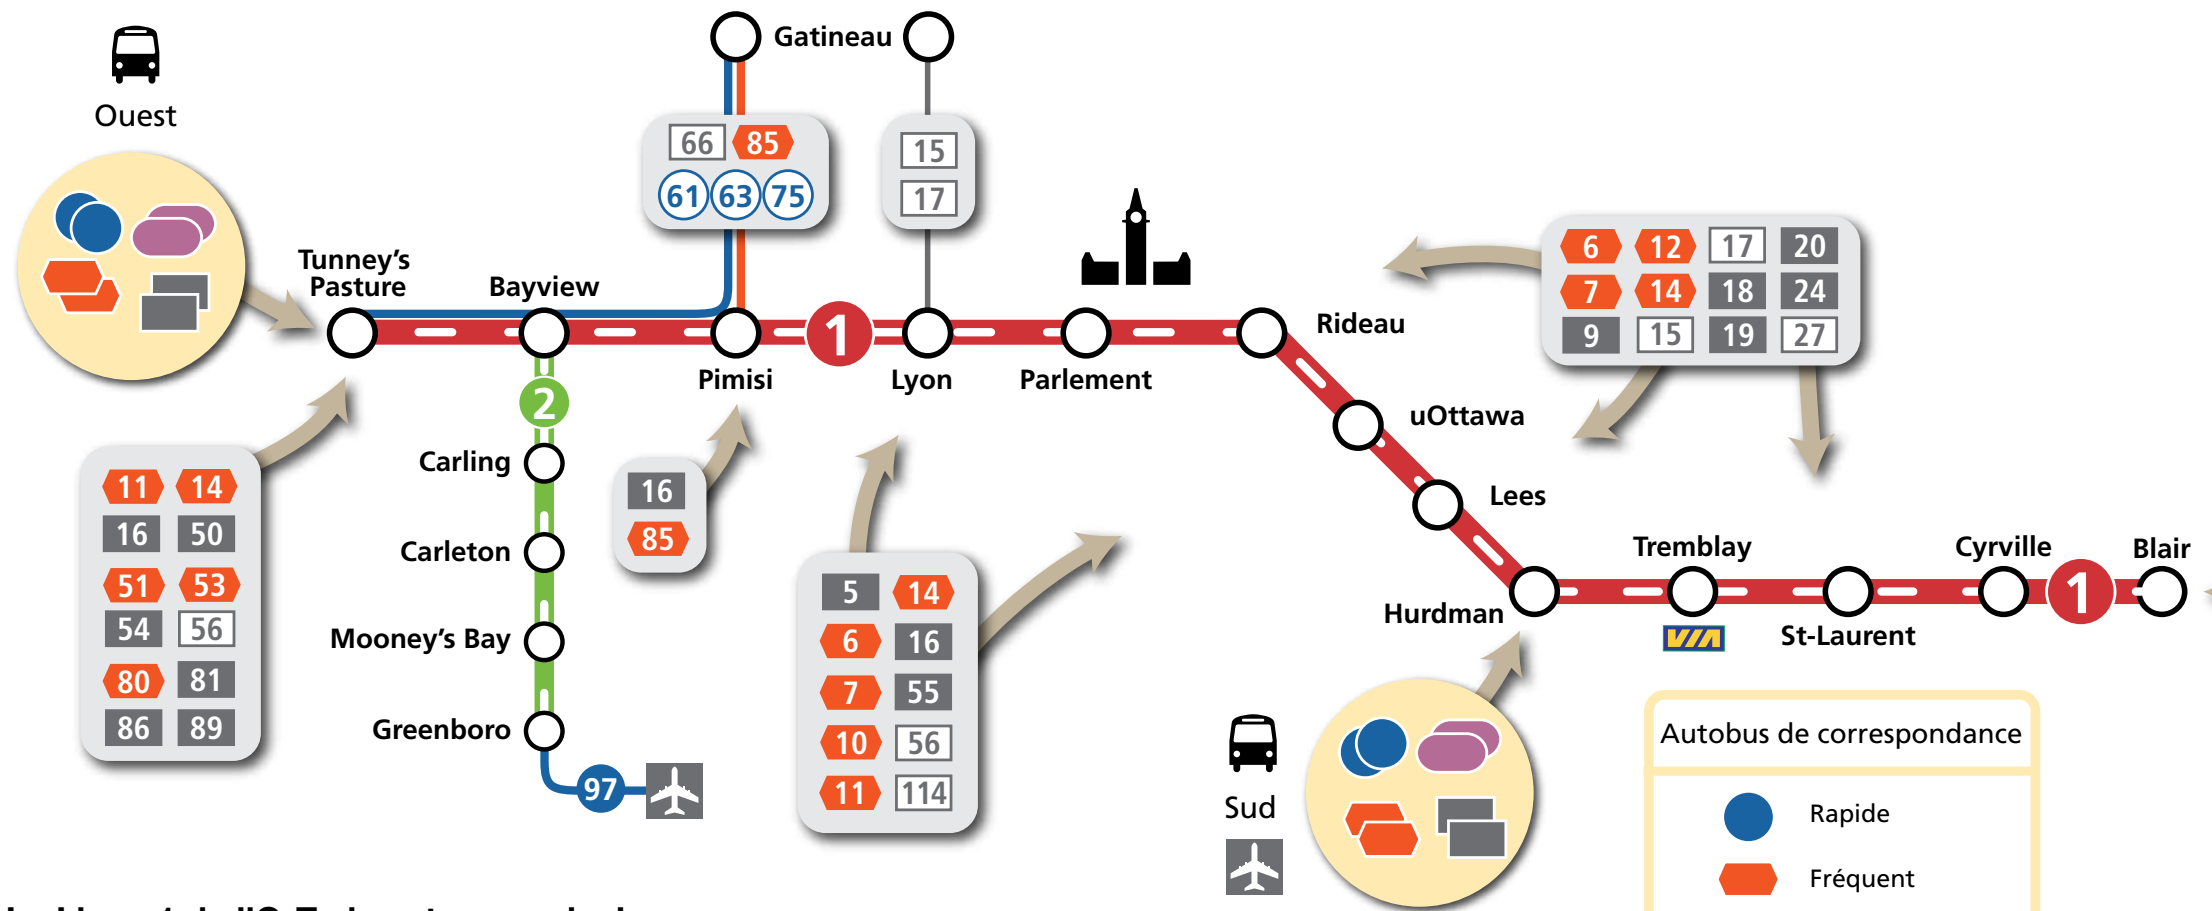 Ouest
Gatineau
66 85
61 63 75
15
17
Tunney's
Pasture
Bayview
1
Pimisi
Lyon
Parlement
Rideau
6 12 17 20
7 14 18 24
9 15 19 27
uOttawa
Lees
Hurdman
Tremblay
VIA
St-Laurent
Cyrville
1
Blair
2
Carling
Carleton
Mooney's Bay
Greenboro
97
11 14
16 50
51 53
54 56
80 81
86 89
16
85
5 14
6 16
7 55
10 56
11 114
Sud
Autobus de correspondance
Rapide
Fréquent